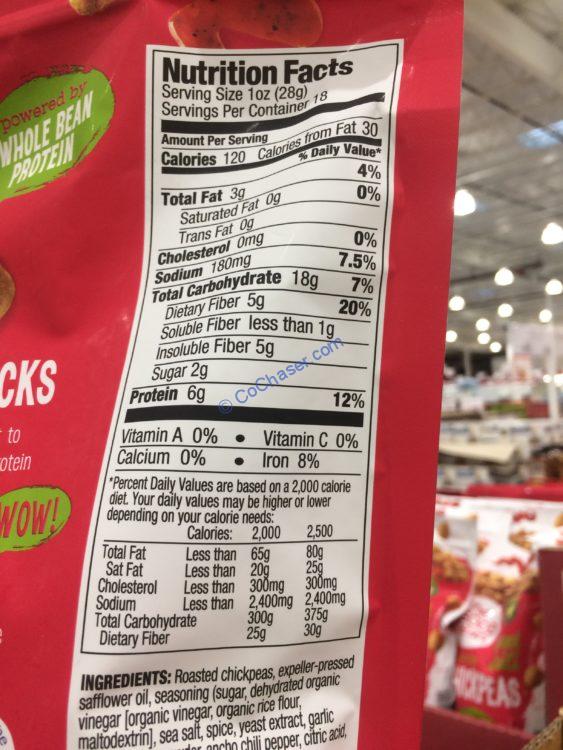 powered by
WHOLE BEAN
PROTEIN
CKS
to
otein
WOW!
Nutrition Facts
Serving Size 1oz (28g)
Servings Per Container 18
Amount Per Serving
Calories 120 Calories from Fat 30
% Daily Value*
Total Fat 3g 4%
Saturated Fat 0g 0%
Trans Fat 0g
Cholesterol 0mg 0%
Sodium 180mg 7.5%
Total Carbohydrate 18g 7%
Dietary Fiber 5g 20%
Soluble Fiber less than 1g
Insoluble Fiber 5g
Sugar 2g
Protein 6g 12%
© CoChaser.com
Vitamin A 0% • Vitamin C 0%
Calcium 0% • Iron 8%
*Percent Daily Values are based on a 2,000 calorie
diet. Your daily values may be higher or lower
depending on your calorie needs:
Calories: 2,000 2,500
Total Fat Less than 65g 80g
Sat Fat Less than 20g 25g
Cholesterol Less than 300mg 300mg
Sodium Less than 2,400mg 2,400mg
Total Carbohydrate 300g 375g
Dietary Fiber 25g 30g
INGREDIENTS: Roasted chickpeas, expeller-pressed
safflower oil, seasoning (sugar, dehydrated organic
vinegar [organic vinegar, organic rice flour,
maltodextrin], sea salt, spice, yeast extract, garlic
ancho chili pepper, citric acid,
HICKPEAS